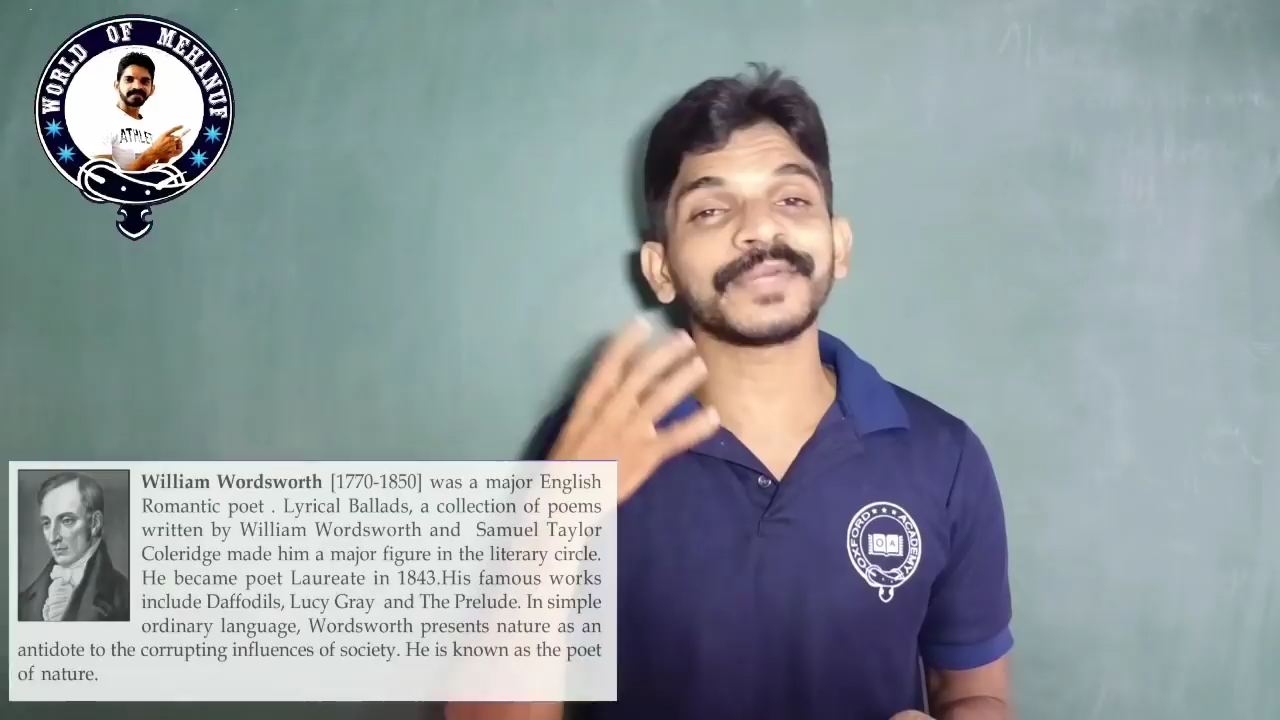 WORLD OF MEHANUF
ATHLET
William Wordsworth [1770-1850] was a major English
Romantic poet . Lyrical Ballads, a collection of poems
written by William Wordsworth and Samuel Taylor
Coleridge made him a major figure in the literary circle.
He became poet Laureate in 1843.His famous works
include Daffodils, Lucy Gray and The Prelude. In simple
ordinary language, Wordsworth presents nature as an
antidote to the corrupting influences of society. He is known as the poet
of nature.
OXFORD ACADEMY
OA